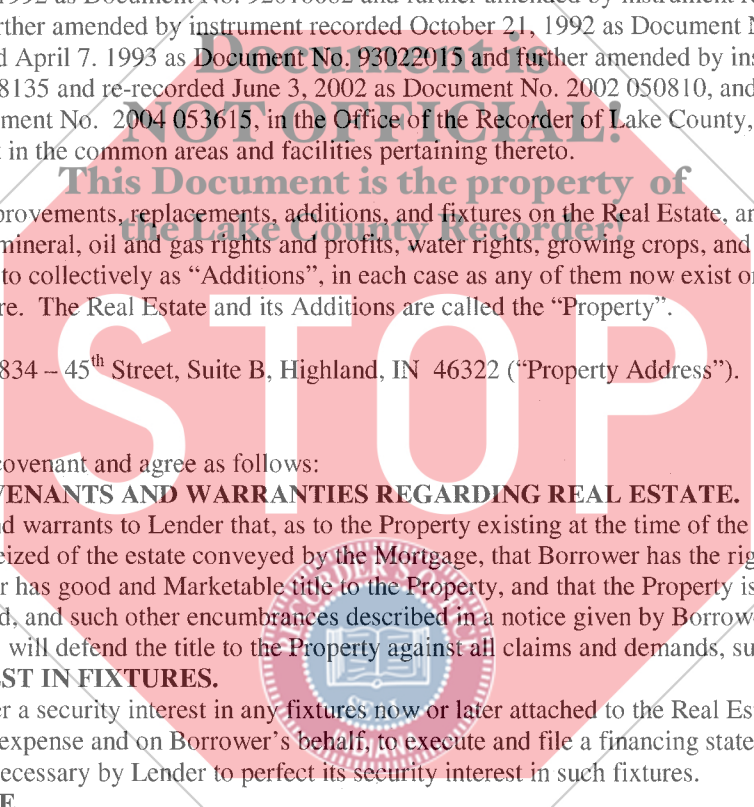 1992 as Document No. 92016682 and further amended by instrument r
rther amended by instrument recorded October 21, 1992 as Document N
d April 7. 1993 as Document No. 93022015 and further amended by ins
8135 and re-recorded June 3, 2002 as Document No. 2002 050810, and
ment No. 2004 053615, in the Office of the Recorder of Lake County,
t in the common areas and facilities pertaining thereto.
Document is
NOT OFFICIAL!
This Document is the property of
the Lake County Recorder!
provements, replacements, additions, and fixtures on the Real Estate, an
mineral, oil and gas rights and profits, water rights, growing crops, and
to collectively as “Additions”, in each case as any of them now exist or
re. The Real Estate and its Additions are called the “Property”.
STOP
834 – 45th Street, Suite B, Highland, IN 46322 (“Property Address”).
covenant and agree as follows:
VENANTS AND WARRANTIES REGARDING REAL ESTATE.
nd warrants to Lender that, as to the Property existing at the time of the
eized of the estate conveyed by the Mortgage, that Borrower has the rig
r has good and Marketable title to the Property, and that the Property is
d, and such other encumbrances described in a notice given by Borrowe
will defend the title to the Property against all claims and demands, su
EST IN FIXTURES.
er a security interest in any fixtures now or later attached to the Real Est
expense and on Borrower’s behalf, to execute and file a financing state
ecessary by Lender to perfect its security interest in such fixtures.
RECORDER'S OFFICE
INDIANA